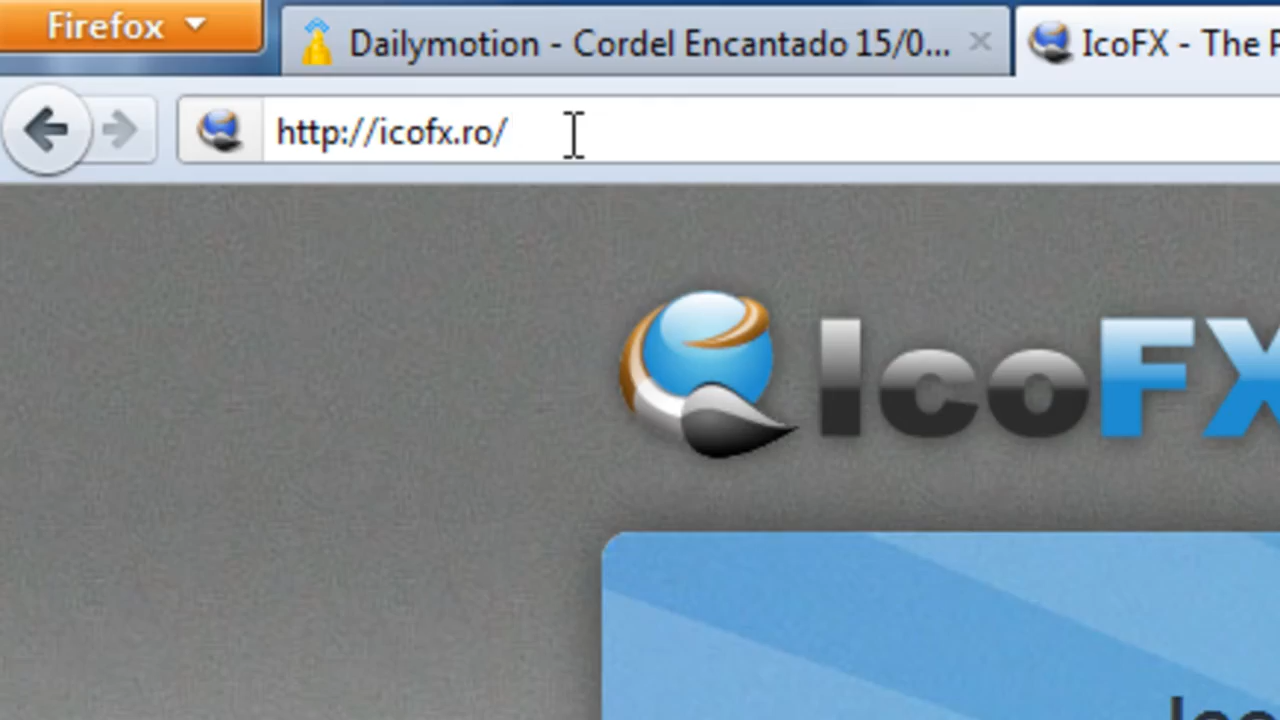 Firefox
Dailymotion - Cordel Encantado 15/0...
IcoFX - The
http://icofx.ro/
IcoFX